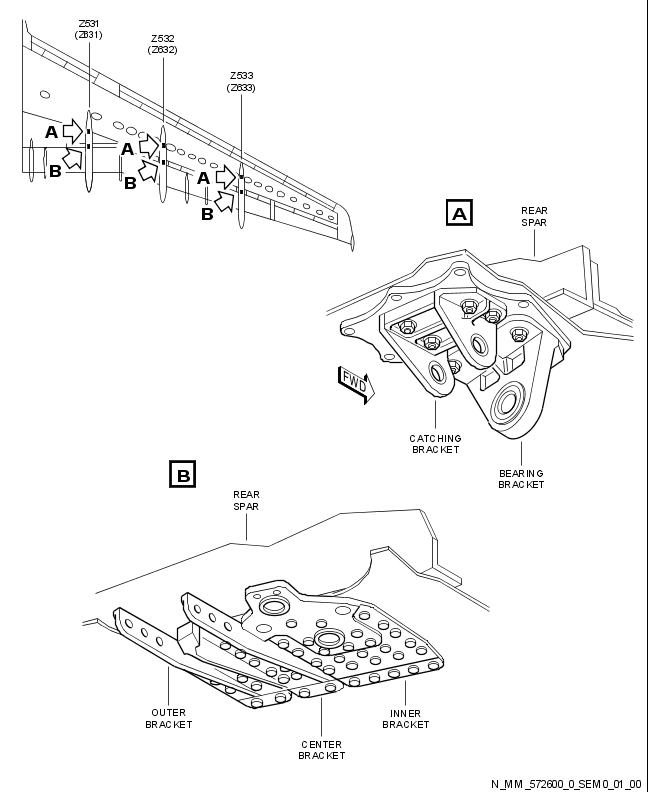 Z531
(Z631)
Z532
(Z632)
Z533
(Z633)
A
B
A
B
A
B
A
REAR
SPAR
FWD
CATCHING
BRACKET
BEARING
BRACKET
B
REAR
SPAR
OUTER
BRACKET
CENTER
BRACKET
INNER
BRACKET
N_MM_572600_0_SEM0_01_00